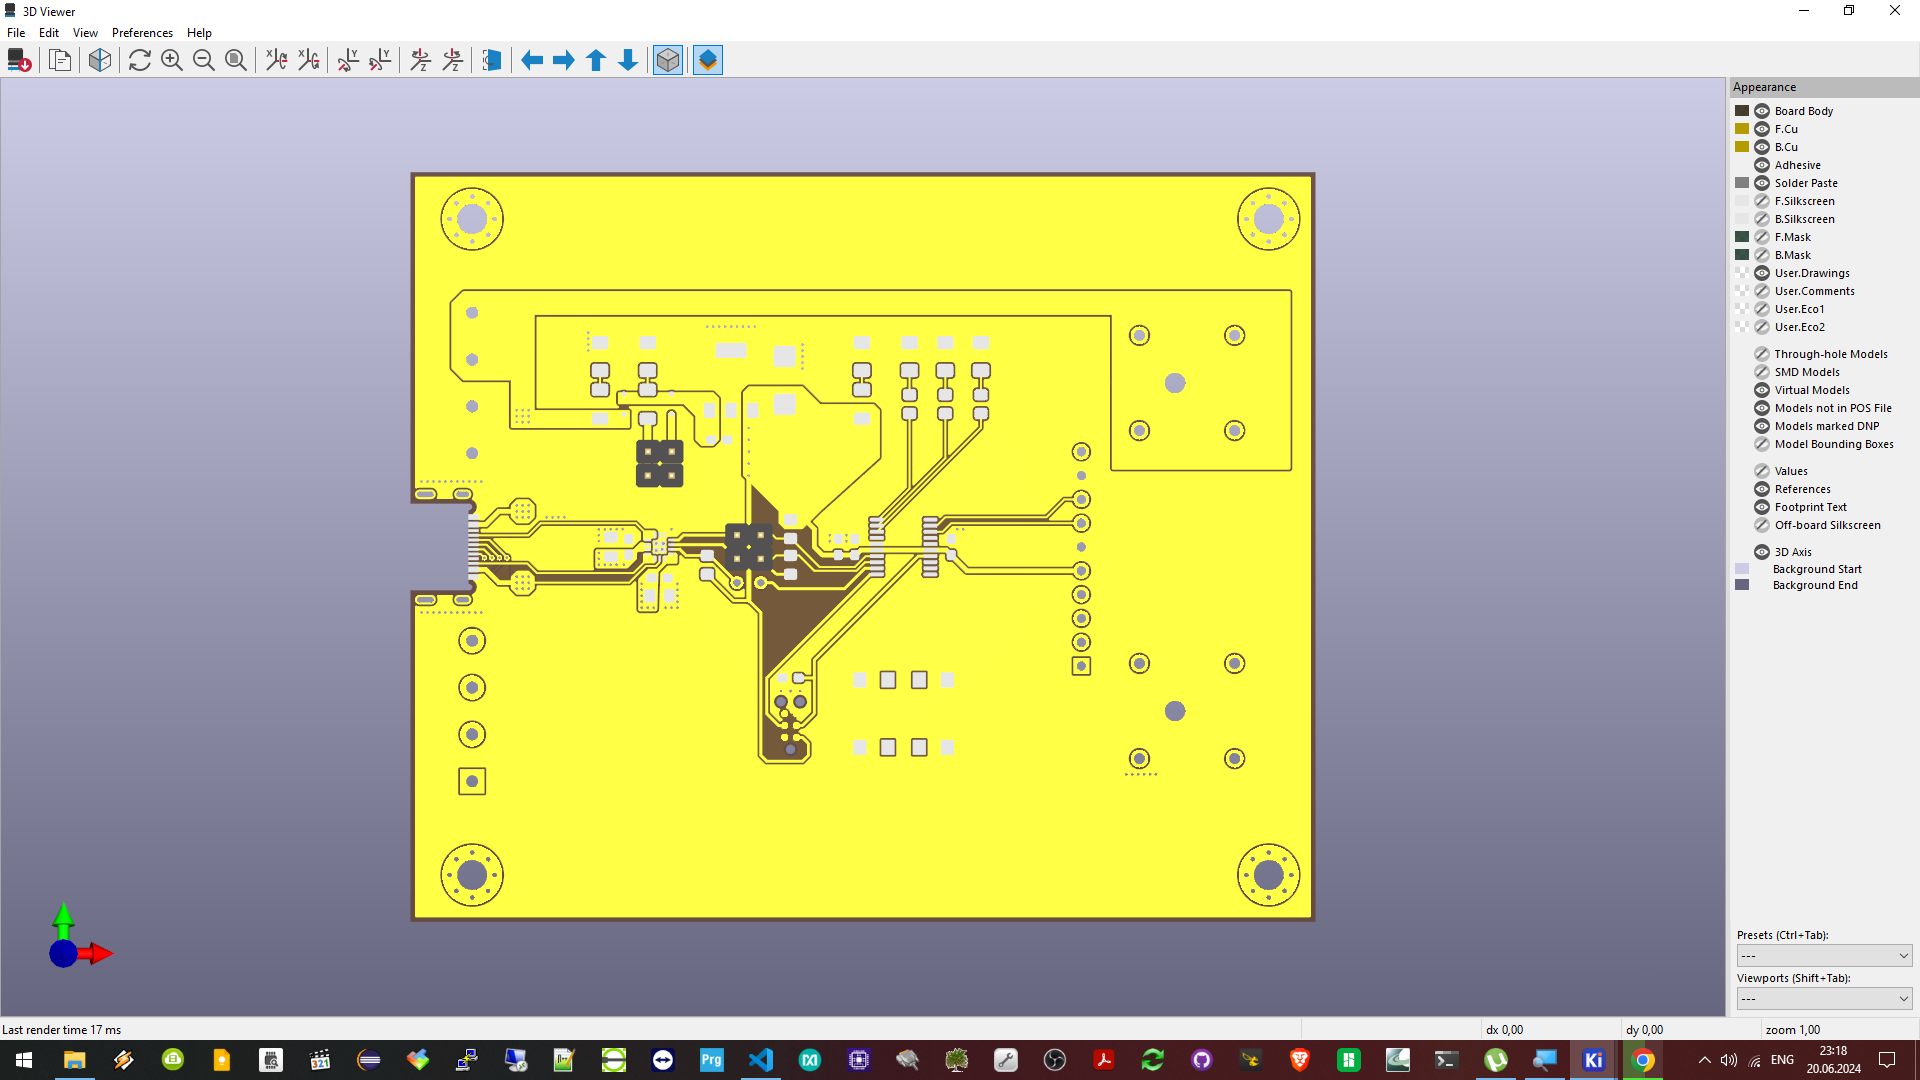 3D Viewer
File Edit View Preferences Help
Appearance
Board Body
F.Cu
B.Cu
Adhesive
Solder Paste
F.Silkscreen
B.Silkscreen
F.Mask
B.Mask
User.Drawings
User.Comments
User.Eco1
User.Eco2
Through-hole Models
SMD Models
Virtual Models
Models not in POS File
Models marked DNP
Model Bounding Boxes
Values
References
Footprint Text
Off-board Silkscreen
3D Axis
Background Start
Background End
Presets (Ctrl+Tab):
---
Viewports (Shift+Tab):
---
Last render time 17 ms
dx 0,00
dy 0,00
zoom 1,00
321
Prg
Ki
ENG
23:18
20.06.2024